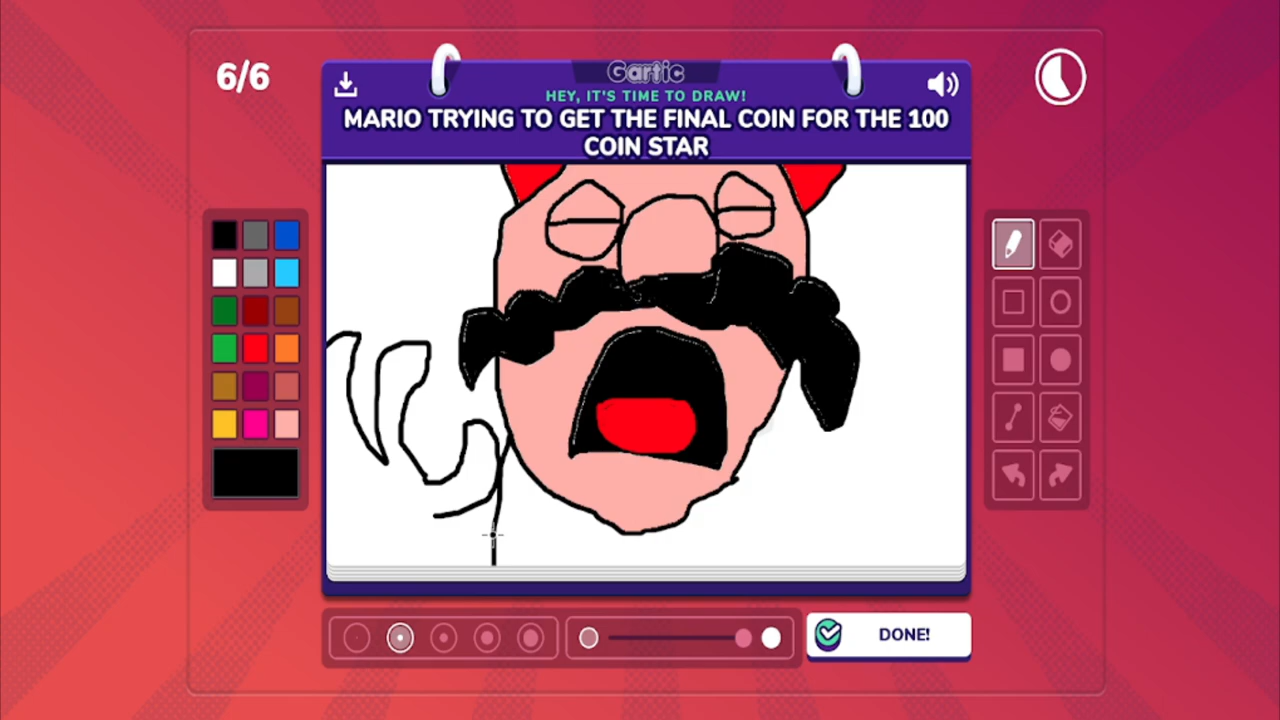 6/6
Gartic
HEY, IT'S TIME TO DRAW!
MARIO TRYING TO GET THE FINAL COIN FOR THE 100
COIN STAR
DONE!